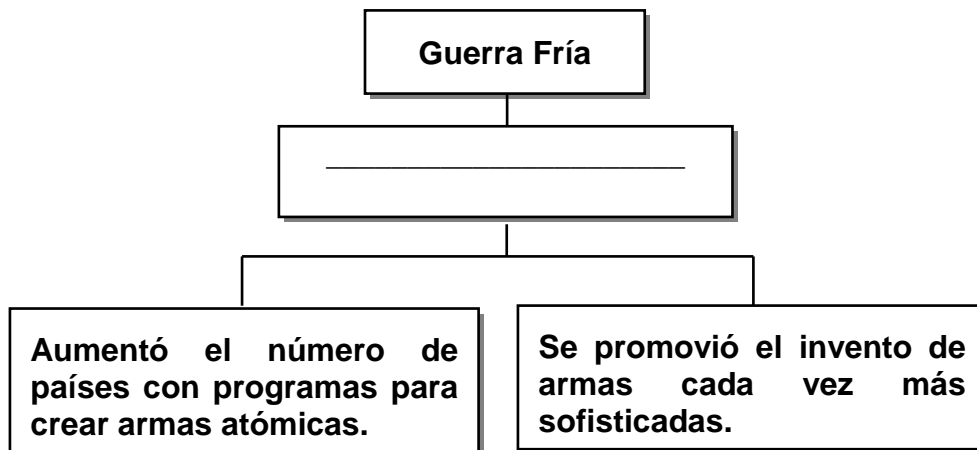 Guerra Fría
______________________________
Aumentó el número de
países con programas para
crear armas atómicas.
Se promovió el invento de
armas cada vez más
sofisticadas.